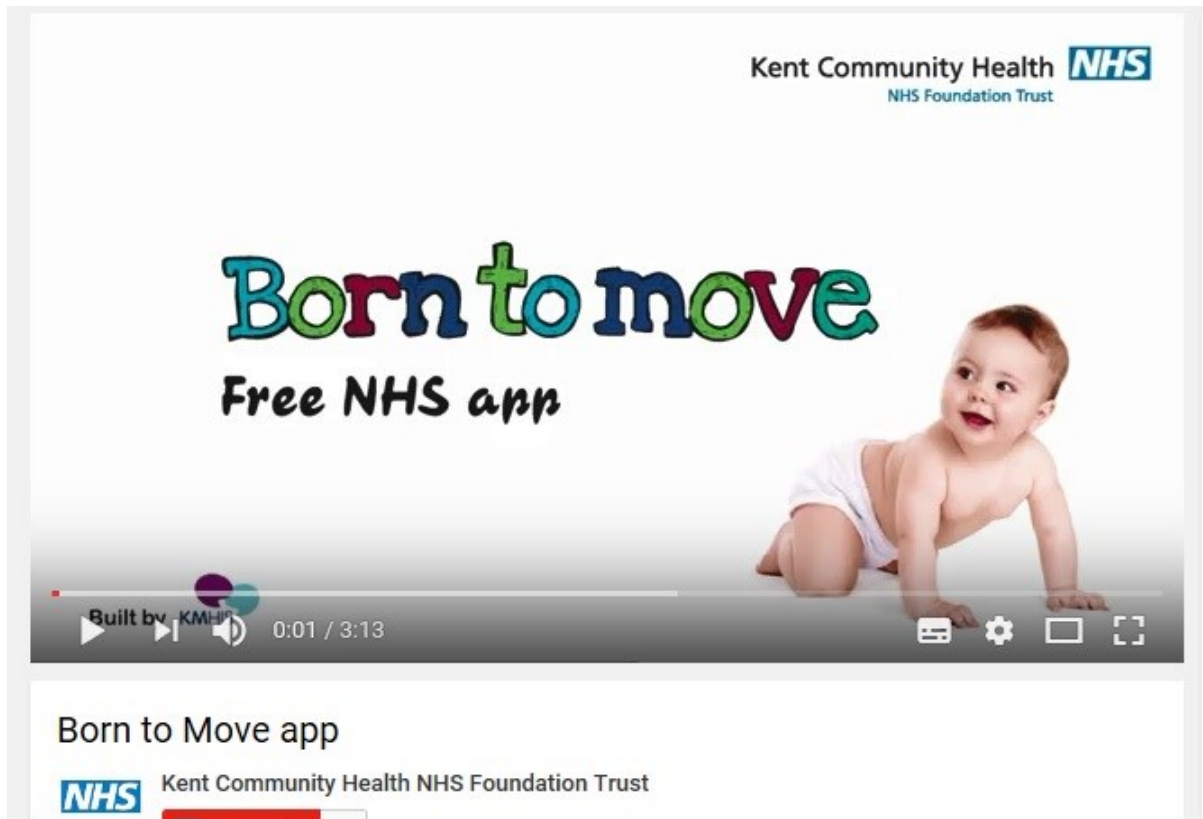 Kent Community Health NHS
NHS Foundation Trust
Born to move
Free NHS app
Built by KMHIS
0:01 / 3:13
Born to Move app
NHS
Kent Community Health NHS Foundation Trust